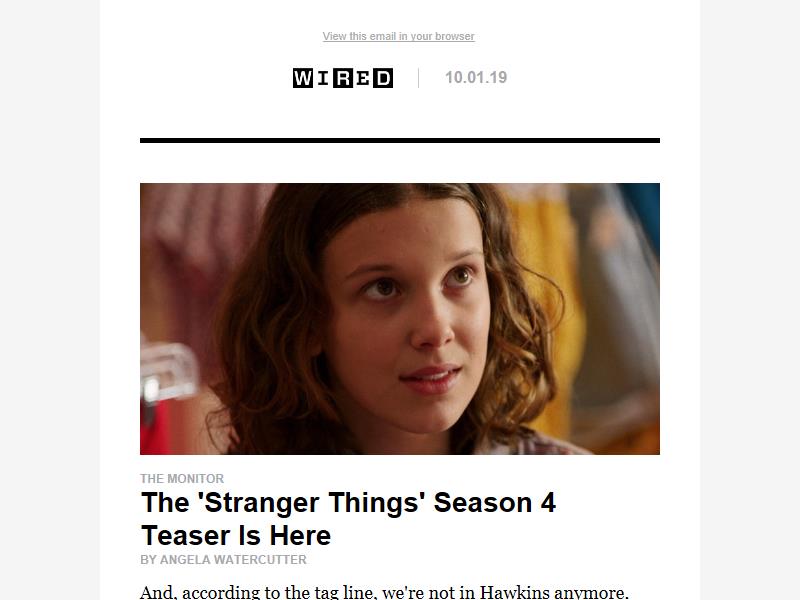 View this email in your browser
WIRED 10.01.19
THE MONITOR
The 'Stranger Things' Season 4
Teaser Is Here
BY ANGELA WATERCUTTER
And, according to the tag line, we're not in Hawkins anymore.